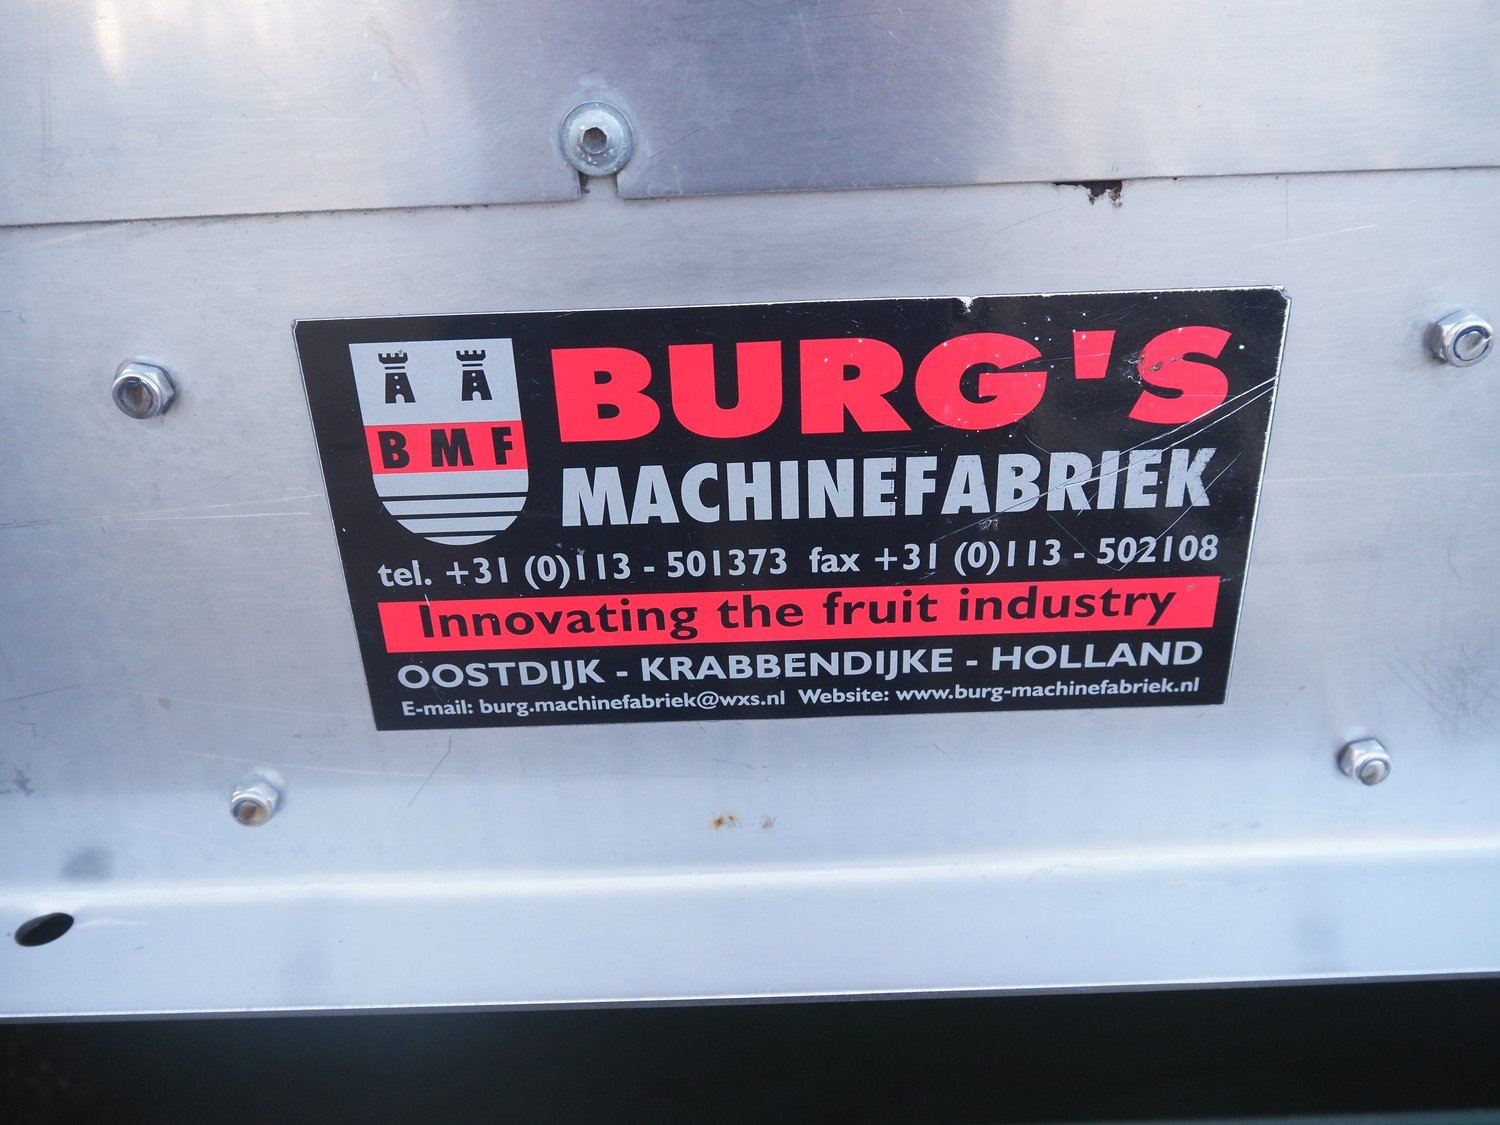 BURG'S
BMF
MACHINEFABRIEK
tel. +31 (0)113 - 501373 fax +31 (0)113 - 502108
Innovating the fruit industry
OOSTDIJK - KRABBENDIJKE - HOLLAND
E-mail: burg.machinefabriek@wxs.nl Website: www.burg-machinefabriek.nl